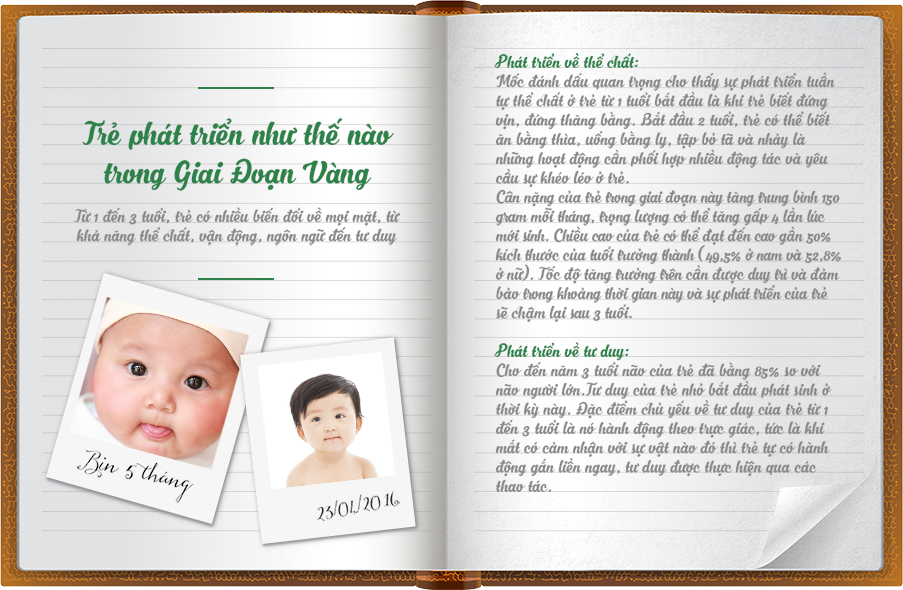 Trẻ phát triển như thế nào
trong Giai Đoạn Vàng
Từ 1 đến 3 tuổi, trẻ có nhiều biến đổi về mọi mặt, từ
khả năng thể chất, vận động, ngôn ngữ đến tư duy
Bin 5 tháng
23/01/2016
Phát triển về thể chất:
Mốc đánh dấu quan trọng cho thấy sự phát triển tuần
tự thể chất ở trẻ từ 1 tuổi bắt đầu là khi trẻ biết đứng
vịn, đứng thăng bằng. Bắt đầu 2 tuổi, trẻ có thể biết
ăn bằng thìa, uống bằng ly, tập bỏ tã và nhảy là
những hoạt động cần phối hợp nhiều động tác và yêu
cầu sự khéo léo ở trẻ.
Cân nặng của trẻ trong giai đoạn này tăng trung bình 150
gram mỗi tháng, trọng lượng có thể tăng gấp 4 lần lúc
mới sinh. Chiều cao của trẻ có thể đạt đến cao gần 50%
kích thước của tuổi trưởng thành (49,5% ở nam và 52,8%
ở nữ). Tốc độ tăng trưởng trên cần được duy trì và đảm
bảo trong khoảng thời gian này và sự phát triển của trẻ
sẽ chậm lại sau 3 tuổi.
Phát triển về tư duy:
Cho đến năm 3 tuổi não của trẻ đã bằng 85% so với
não người lớn.Tư duy của trẻ nhỏ bắt đầu phát sinh ở
thời kỳ này. Đặc điểm chủ yếu về tư duy của trẻ từ 1
đến 3 tuổi là nó hành động theo trực giác, tức là khi
mắt có cảm nhận với sự vật nào đó thì trẻ tự có hành
động gắn liền ngay, tư duy được thực hiện qua các
thao tác.